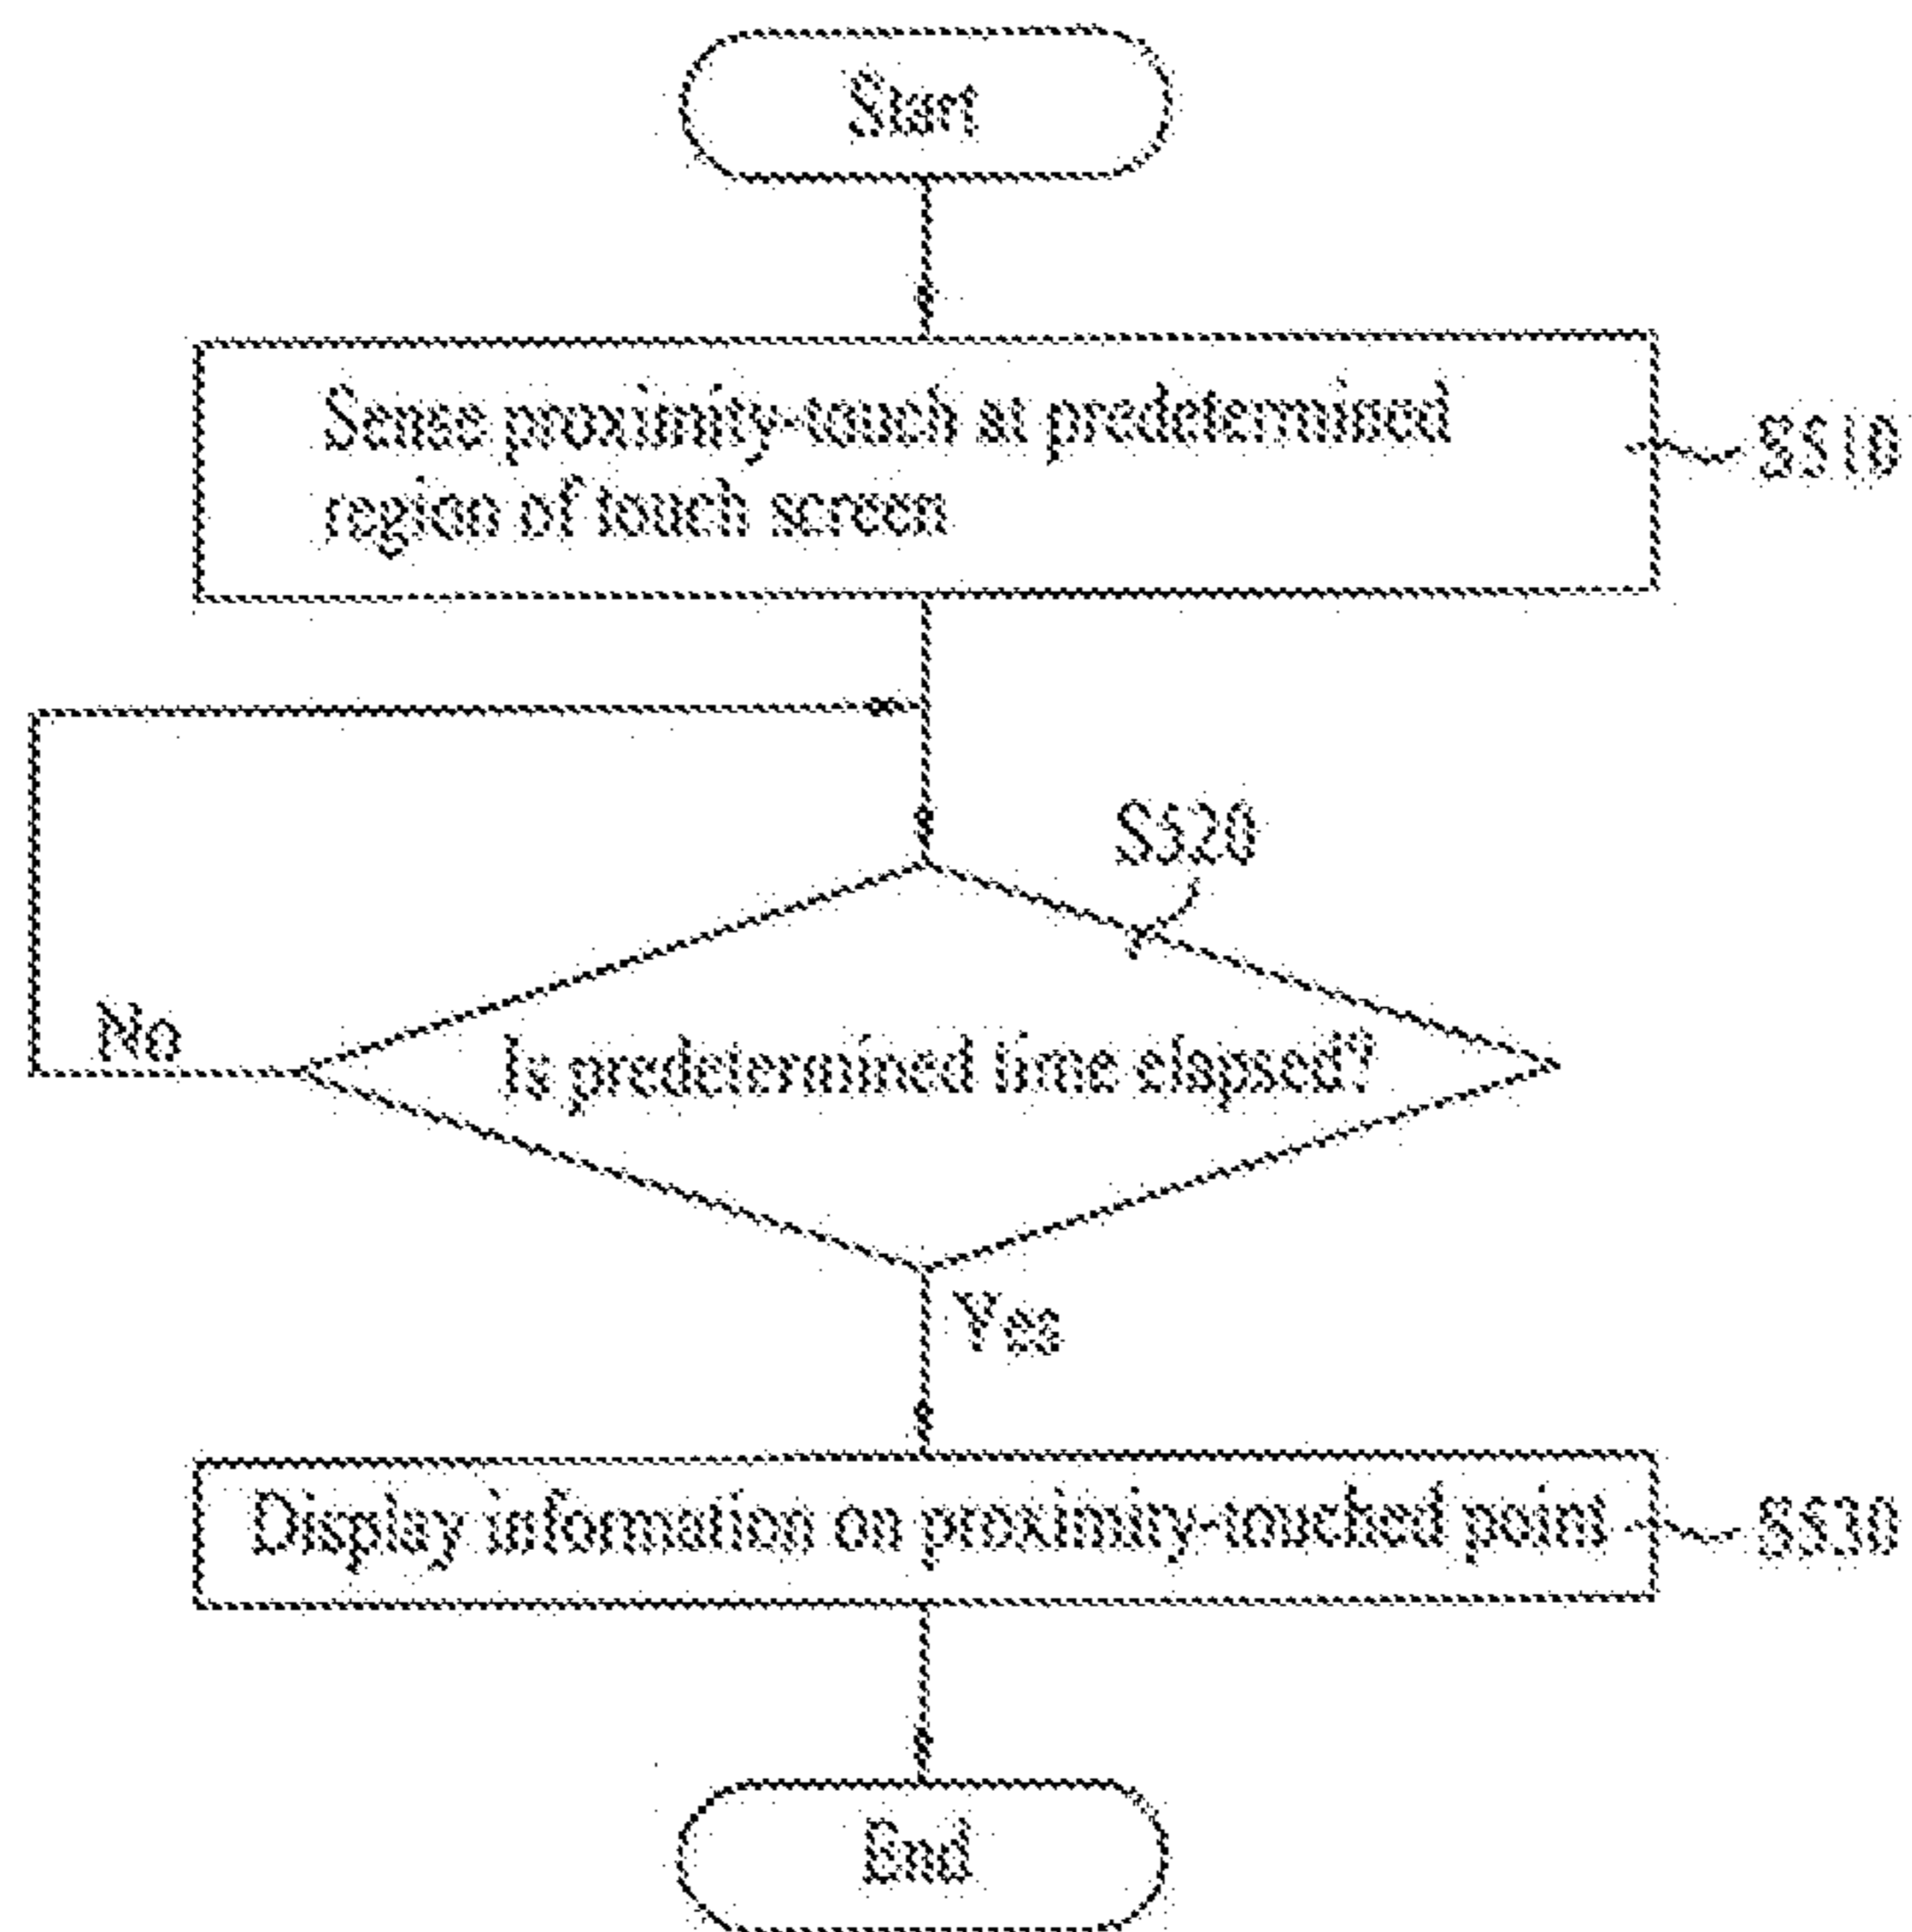 Start
Sense proximity-touch at predetermined
region of touch screen
S510
S520
No
Is predetermined time elapsed?
Yes
Display information on proximity-touched point
S530
End